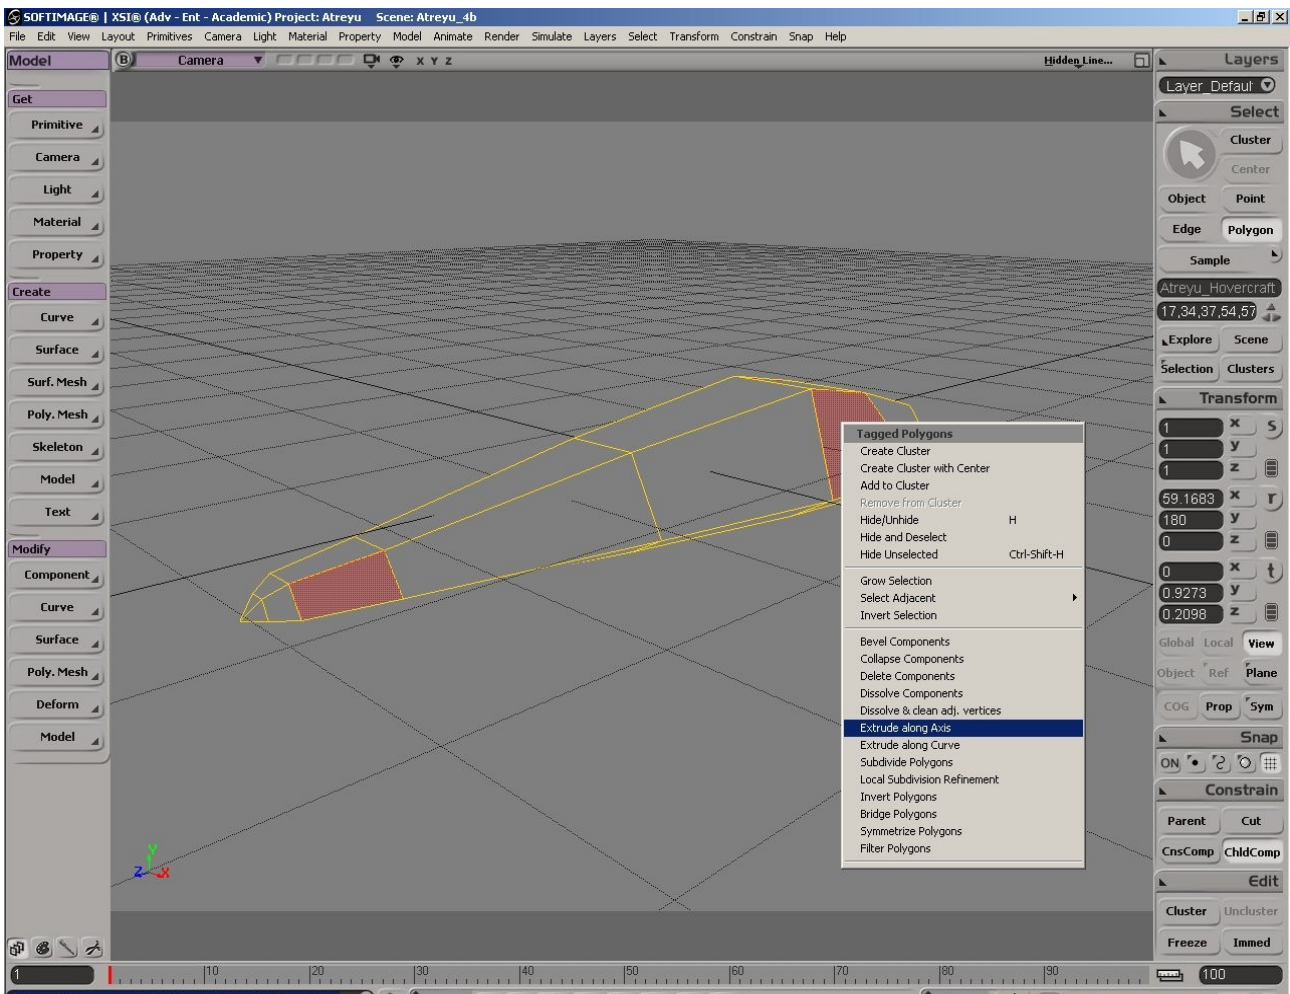 SOFTIMAGE® | XSI® (Adv - Ent - Academic) Project: Atreyu    Scene: Atreyu_4b
File Edit View Layout Primitives Camera Light Material Property Model Animate Render Simulate Layers Select Transform Constrain Snap Help
Model
B Camera X Y Z Hidden Line...
Get
Primitive
Camera
Light
Material
Property
Create
Curve
Surface
Surf. Mesh
Poly. Mesh
Skeleton
Model
Text
Modify
Component
Curve
Surface
Poly. Mesh
Deform
Model
Tagged Polygons
Create Cluster
Create Cluster with Center
Add to Cluster
Remove from Cluster
Hide/Unhide H
Hide and Deselect
Hide Unselected Ctrl-Shift-H
Grow Selection
Select Adjacent
Invert Selection
Bevel Components
Collapse Components
Delete Components
Dissolve Components
Dissolve & clean adj. vertices
Extrude along Axis
Extrude along Curve
Subdivide Polygons
Local Subdivision Refinement
Invert Polygons
Bridge Polygons
Symmetrize Polygons
Filter Polygons
Y
Z X
Layers
Layer_Defaul
Select
Cluster
Center
Object Point
Edge Polygon
Sample
Atreyu_Hovercraft
17,34,37,54,57
Explore Scene
Selection Clusters
Transform
1 x s
1 y
1 z
59.1683 x r
180 y
0 z
0 x t
0.9273 y
0.2098 z
Global Local View
Object Ref Plane
COG Prop Sym
Snap
ON
Constrain
Parent Cut
CnsComp ChldComp
Edit
Cluster Uncluster
Freeze Immed
1 10 20 30 40 50 60 70 80 90 100